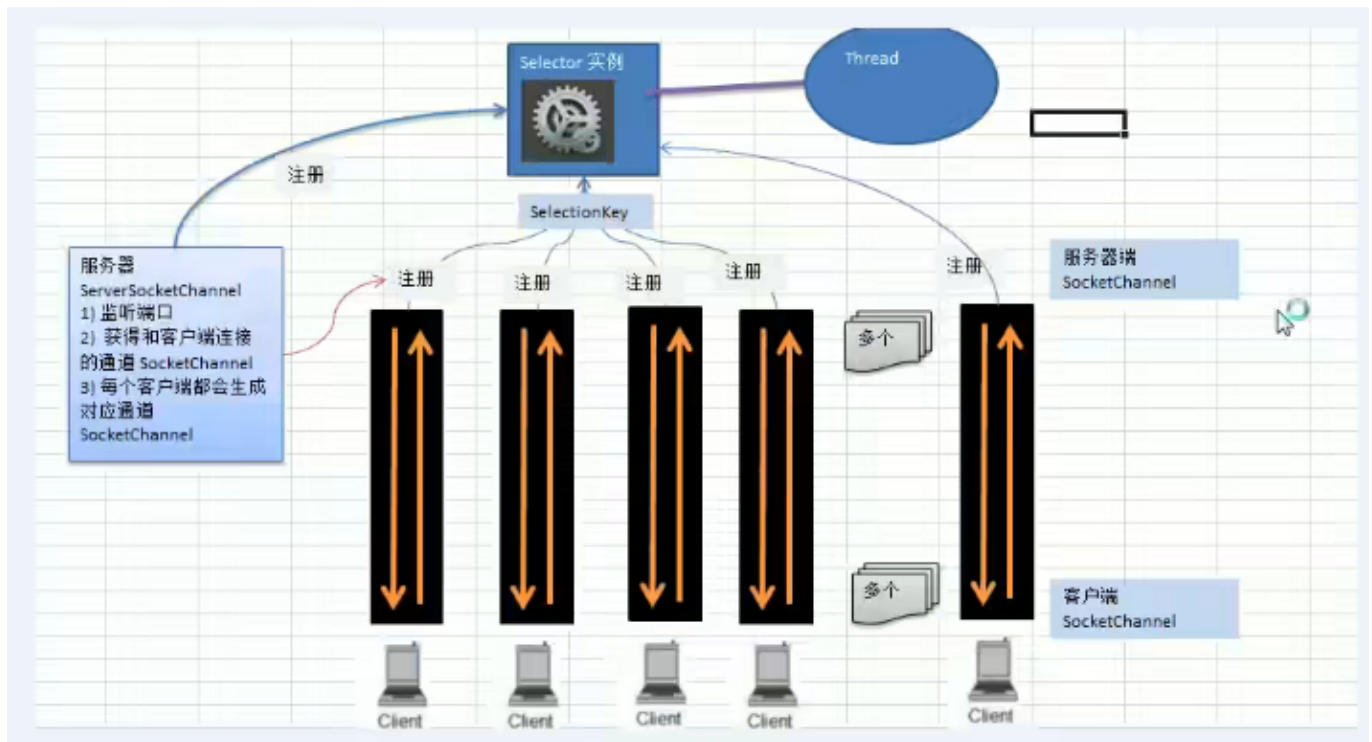 Selector 实例
Thread
注册
SelectionKey
服务器
ServerSocketChannel
1) 监听端口
2) 获得和客户端连接
的通道 SocketChannel
3) 每个客户端都会生成
对应通道
SocketChannel
注册
注册
注册
注册
注册
服务器端
SocketChannel
多个
多个
客户端
SocketChannel
Client
Client
Client
Client
Client